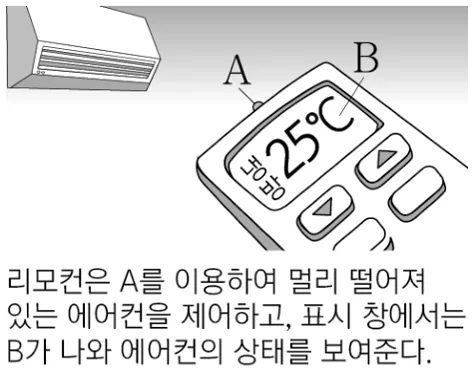 A
B
25℃
냉방
리모컨은 A를 이용하여 멀리 떨어져
있는 에어컨을 제어하고, 표시 창에서는
B가 나와 에어컨의 상태를 보여준다.